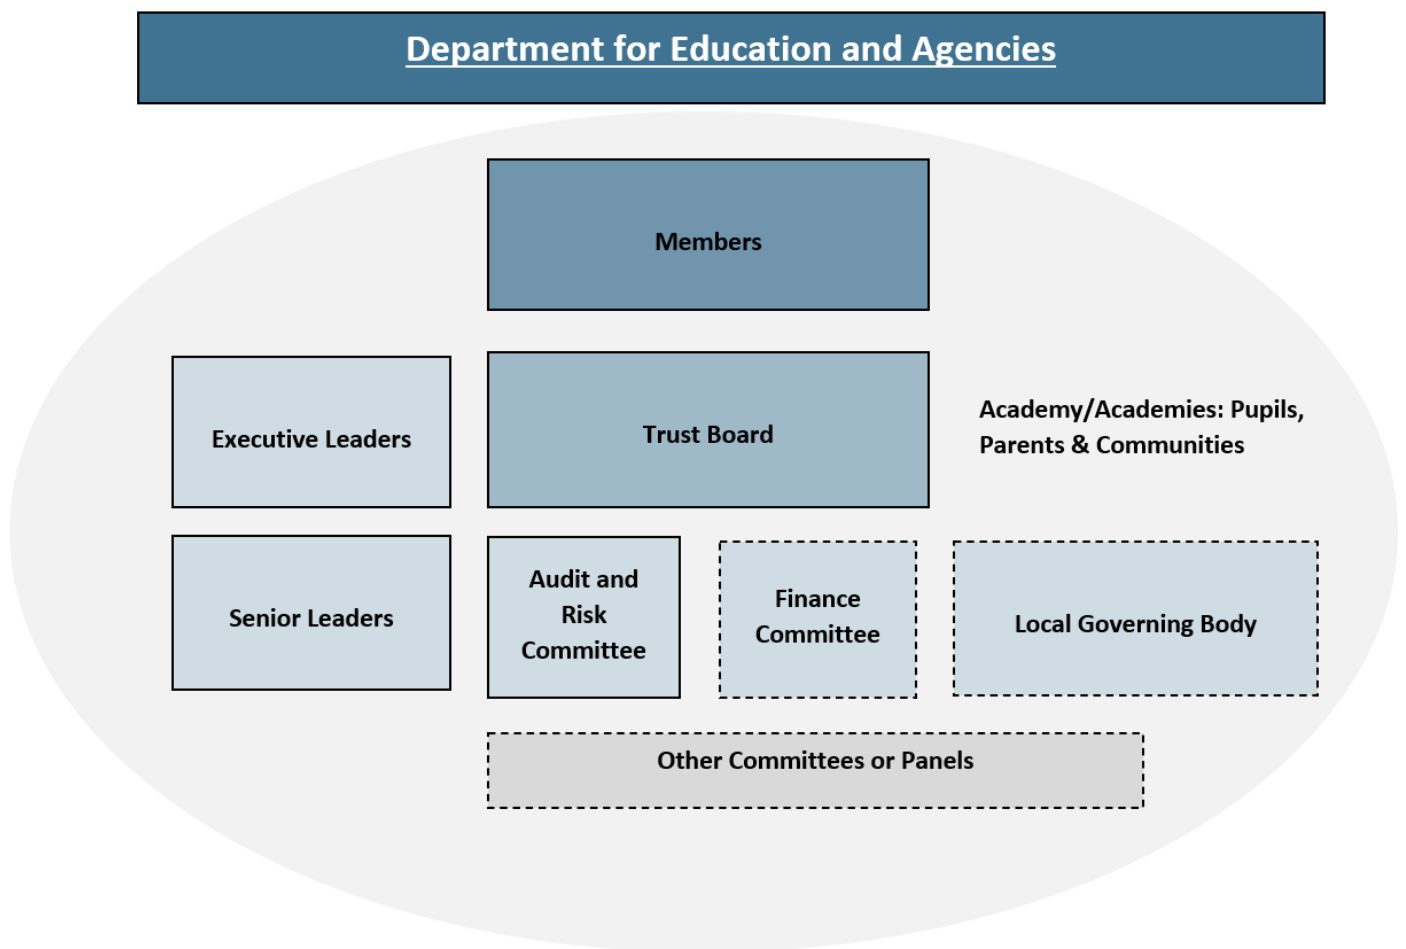 Department for Education and Agencies
Members
Executive Leaders
Trust Board
Academy/Academies: Pupils,
Parents & Communities
Senior Leaders
Audit and
Risk
Committee
Finance
Committee
Local Governing Body
Other Committees or Panels